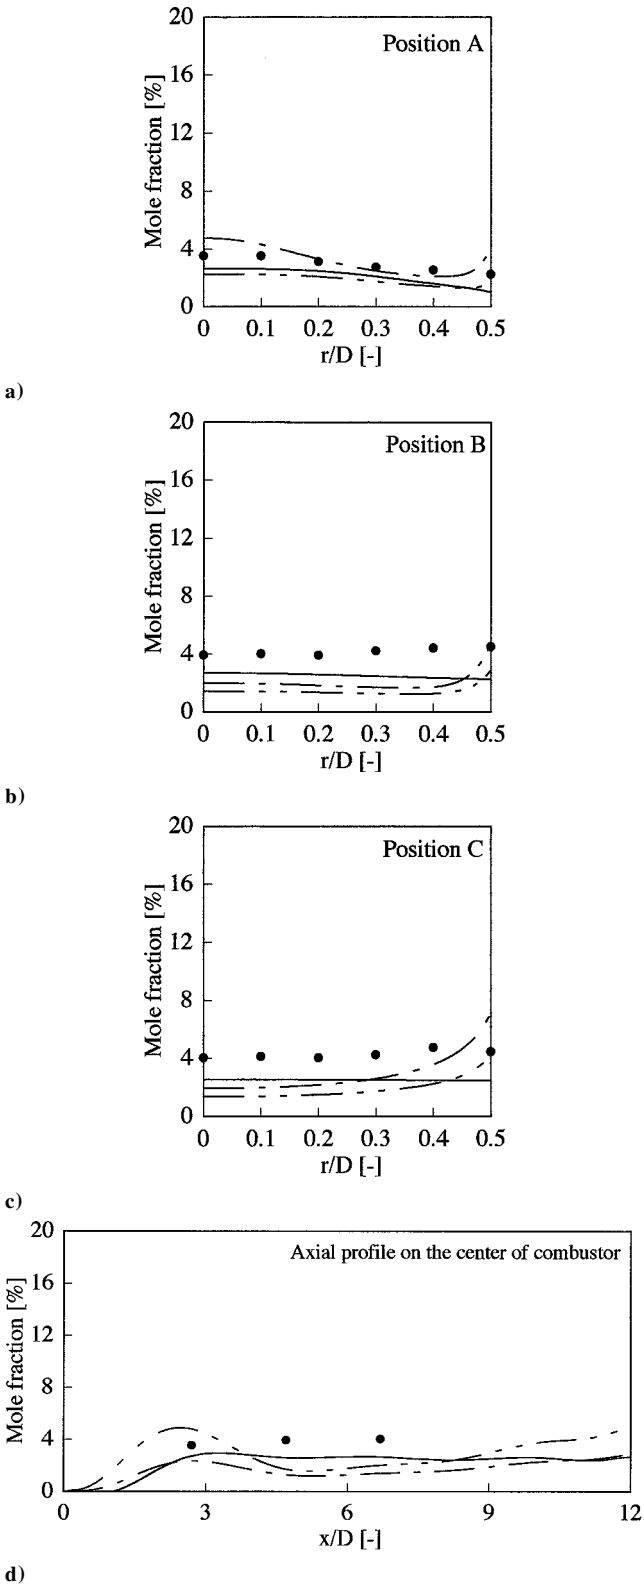 20
16
12
8
4
0
Mole fraction [%]
Position A
0 0.1 0.2 0.3 0.4 0.5
r/D [-]
a)
20
16
12
8
4
0
Mole fraction [%]
Position B
0 0.1 0.2 0.3 0.4 0.5
r/D [-]
b)
20
16
12
8
4
0
Mole fraction [%]
Position C
0 0.1 0.2 0.3 0.4 0.5
r/D [-]
c)
20
16
12
8
4
0
Mole fraction [%]
Axial profile on the center of combustor
0 3 6 9 12
x/D [-]
d)